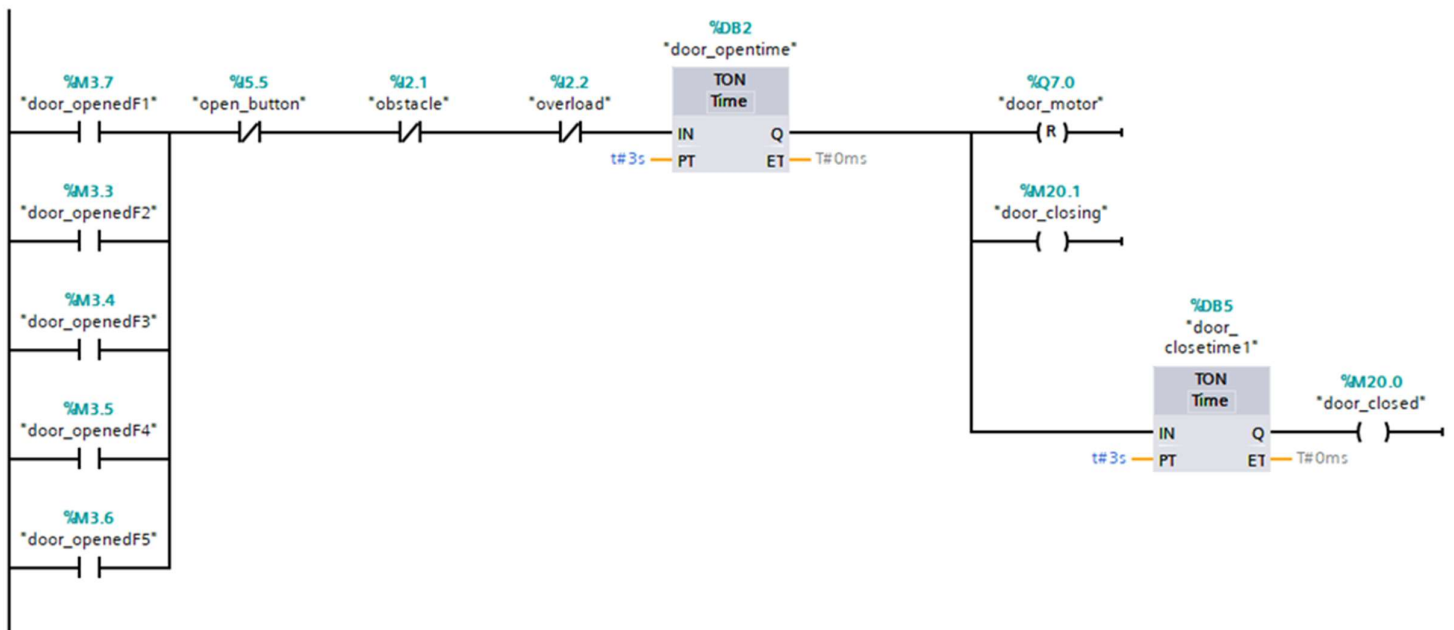 %DB2
"door_opentime"
%M3.7
"door_openedF1"
%I5.5
"open_button"
%I2.1
"obstacle"
%I2.2
"overload"
TON
Time
IN
Q
t#3s
PT
ET
T#0ms
%Q7.0
"door_motor"
R
%M3.3
"door_openedF2"
%M20.1
"door_closing"
%M3.4
"door_openedF3"
%DB5
"door_
closetime1"
TON
Time
%M20.0
"door_closed"
IN
Q
t#3s
PT
ET
T#0ms
%M3.5
"door_openedF4"
%M3.6
"door_openedF5"